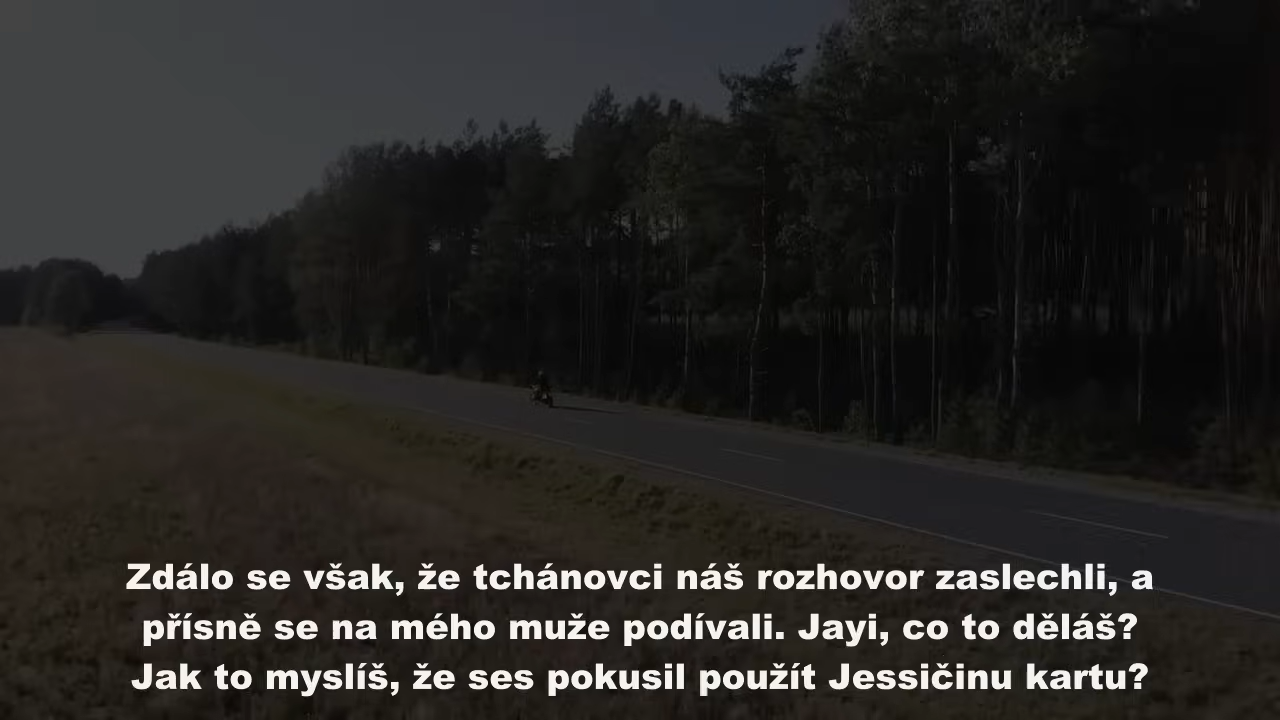 Zdálo se však, že tchánovci náš rozhovor zaslechli, a
přísně se na mého muže podívali. Jayi, co to děláš?
Jak to myslíš, že ses pokusil použít Jessičinu kartu?